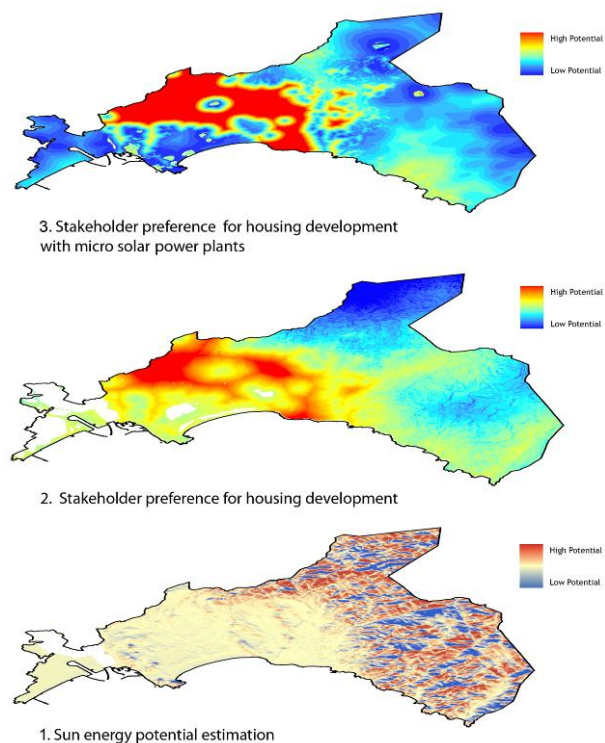 High Potential
Low Potential
3. Stakeholder preference for housing development
with micro solar power plants
High Potential
Low Potential
2. Stakeholder preference for housing development
High Potential
Low Potential
1. Sun energy potential estimation